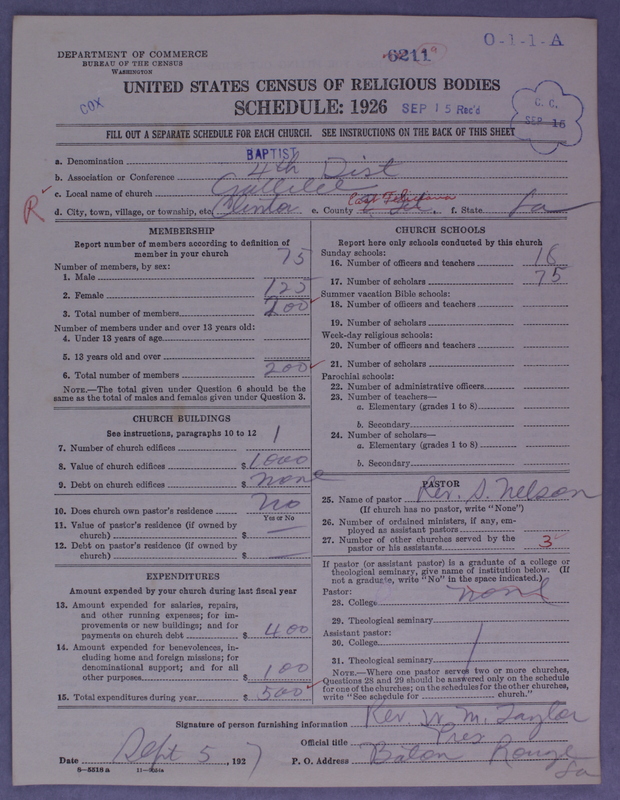 DEPARTMENT OF COMMERCE
BUREAU OF THE CENSUS
WASHINGTON
6211
O-1-1-A
UNITED STATES CENSUS OF RELIGIOUS BODIES
COX
SCHEDULE: 1926
SEP 15 Rec'd
C. C.
SEP 16
FILL OUT A SEPARATE SCHEDULE FOR EACH CHURCH. SEE INSTRUCTIONS ON THE BACK OF THIS SHEET
a. Denomination BAPTIST
b. Association or Conference 4th Dist
c. Local name of church Gallilee
R
d. City, town, village, or township, etc. Clinton e. County East Feliciana f. State La
MEMBERSHIP
Report number of members according to definition of
member in your church
Number of members, by sex:
1. Male 75
2. Female 125
3. Total number of members 200
Number of members under and over 13 years old:
4. Under 13 years of age
5. 13 years old and over
6. Total number of members 200
NOTE.—The total given under Question 6 should be the
same as the total of males and females given under Question 3.
CHURCH BUILDINGS
See instructions, paragraphs 10 to 12
7. Number of church edifices 1
8. Value of church edifices $ 1000
9. Debt on church edifices $ none
10. Does church own pastor's residence No
Yes or No
11. Value of pastor's residence (if owned by
church) $ —
12. Debt on pastor's residence (if owned by
church) $ —
EXPENDITURES
Amount expended by your church during last fiscal year
13. Amount expended for salaries, repairs,
and other running expenses; for im-
provements or new buildings; and for
payments on church debt $ 400
14. Amount expended for benevolences, in-
cluding home and foreign missions; for
denominational support; and for all
other purposes $ 100
15. Total expenditures during year $ 500
CHURCH SCHOOLS
Report here only schools conducted by this church
Sunday schools:
16. Number of officers and teachers 16
17. Number of scholars 75
Summer vacation Bible schools:
18. Number of officers and teachers
19. Number of scholars
Week-day religious schools:
20. Number of officers and teachers
21. Number of scholars
Parochial schools:
22. Number of administrative officers
23. Number of teachers—
a. Elementary (grades 1 to 8)
b. Secondary
24. Number of scholars—
a. Elementary (grades 1 to 8)
b. Secondary
PASTOR
25. Name of pastor Rev. S. Nelson
(If church has no pastor, write "None")
26. Number of ordained ministers, if any, em-
ployed as assistant pastors
27. Number of other churches served by the
pastor or his assistants 3
If pastor (or assistant pastor) is a graduate of a college or
theological seminary, give name of institution below. (If
not a graduate, write "No" in the space indicated.)
Pastor:
28. College none
29. Theological seminary
Assistant pastor:
30. College
31. Theological seminary
NOTE.—Where one pastor serves two or more churches,
Questions 28 and 29 should be answered only on the schedule
for one of the churches; on the schedules for the other churches,
write "See schedule for ______ church."
Signature of person furnishing information Rev. W. M. Taylor
Official title Pres
Date Sept 5, 1927 P. O. Address Baton Rouge
La
8—5518 a